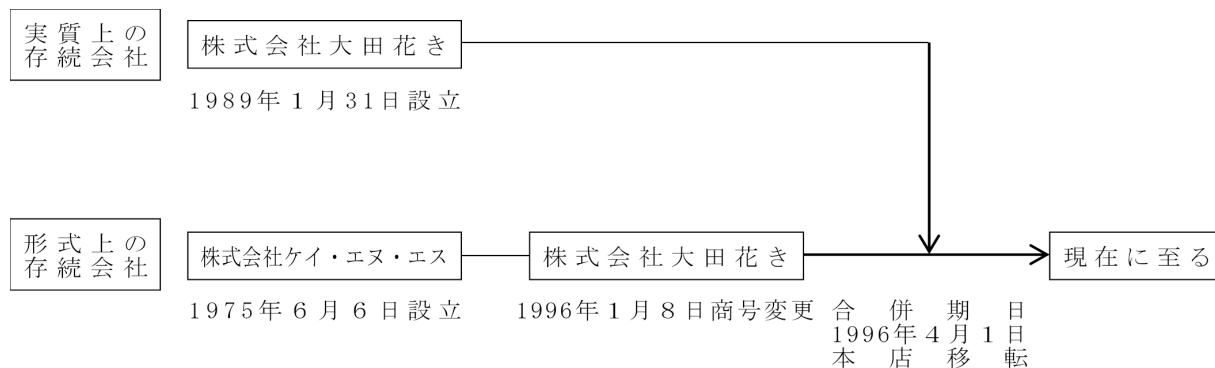 実質上の
存続会社
株式会社大田花き
1989年１月31日設立
形式上の
存続会社
株式会社ケイ・エヌ・エス
株式会社大田花き
現在に至る
1975年６月６日設立
1996年１月８日商号変更
合併期日
1996年４月１日
本店移転